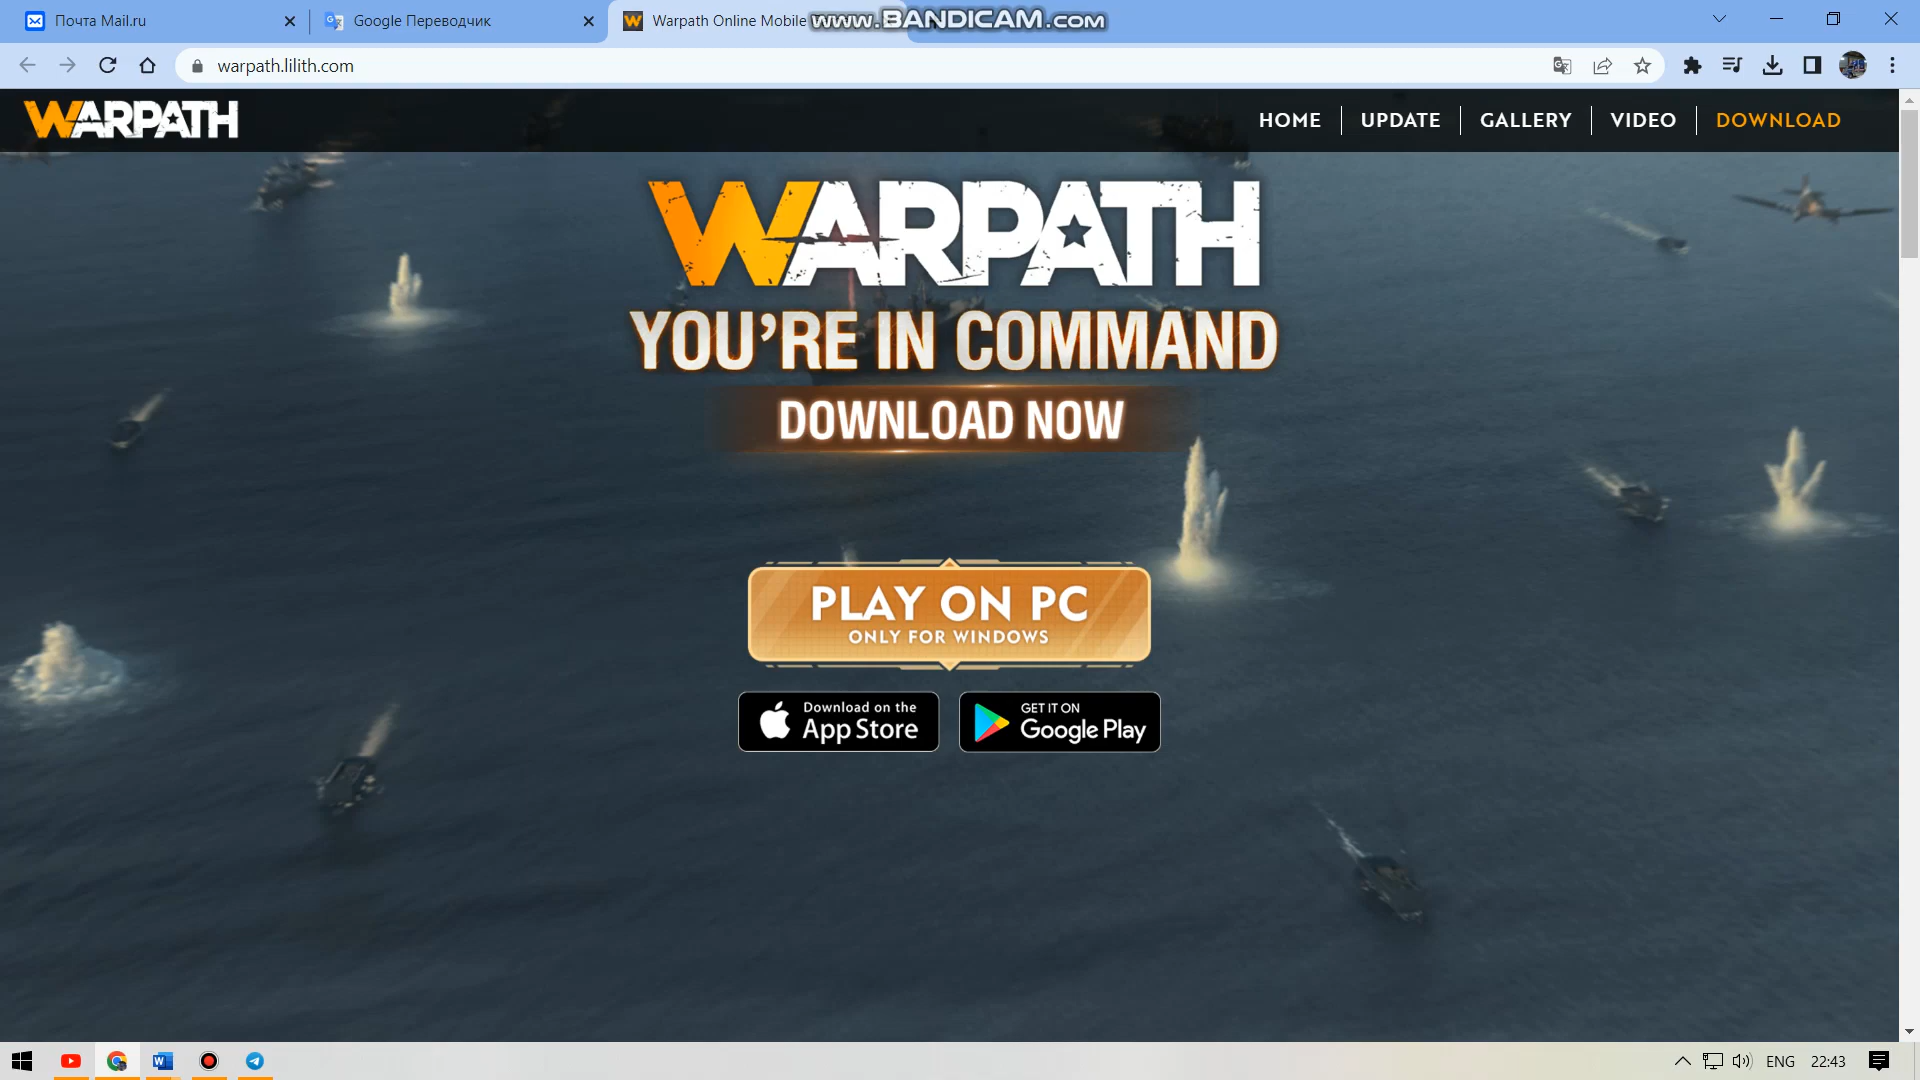 Почта Mail.ru
Google Переводчик
Warpath Online Mobile
www.BANDICAM.com
warpath.lilith.com
WARPATH
HOME
UPDATE
GALLERY
VIDEO
DOWNLOAD
WARPATH
YOU'RE IN COMMAND
DOWNLOAD NOW
PLAY ON PC
ONLY FOR WINDOWS
Download on the
App Store
GET IT ON
Google Play
ENG
22:43